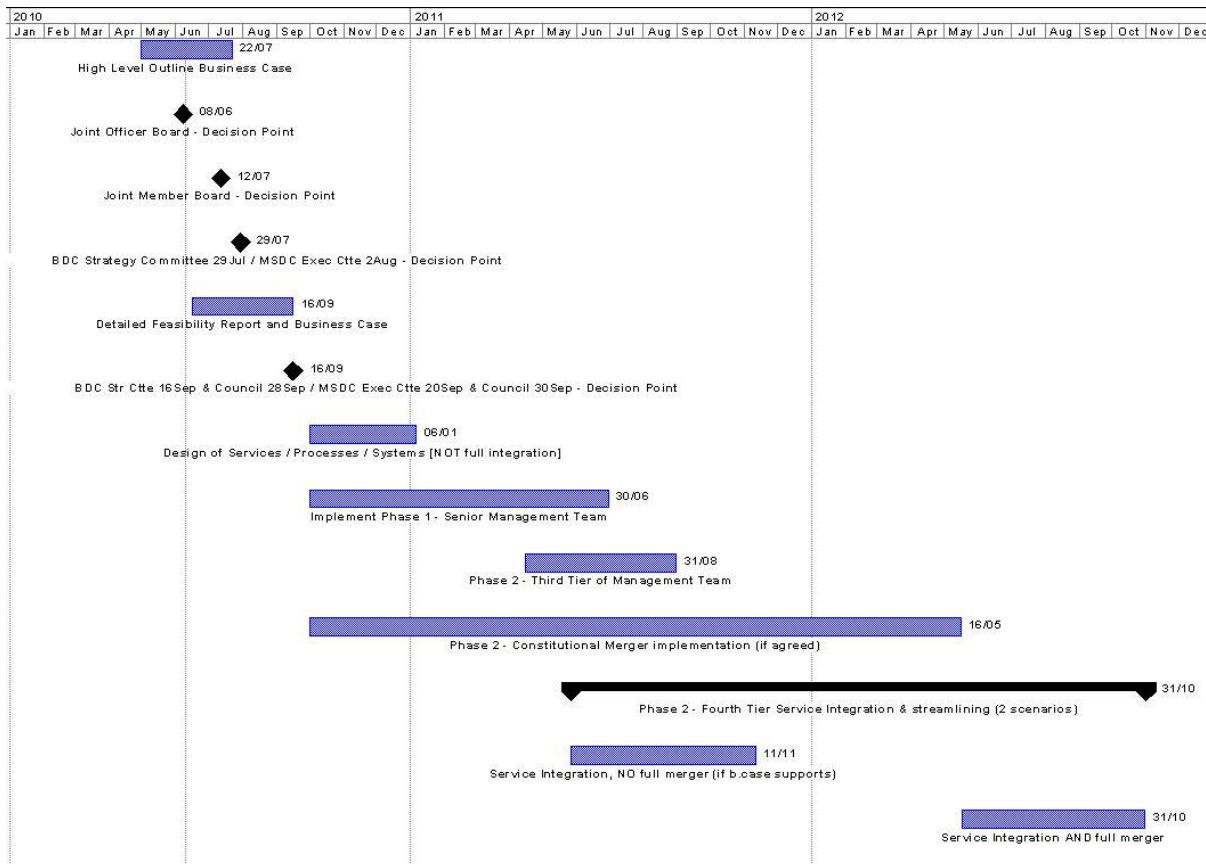 2010 2011 2012
Jan Feb Mar Apr May Jun Jul Aug Sep Oct Nov Dec Jan Feb Mar Apr May Jun Jul Aug Sep Oct Nov Dec Jan Feb Mar Apr May Jun Jul Aug Sep Oct Nov Dec
22/07
High Level Outline Business Case
08/06
Joint Officer Board - Decision Point
12/07
Joint Member Board - Decision Point
29/07
BDC Strategy Committee 29Jul / MSDC Exec Ctte 2Aug - Decision Point
16/09
Detailed Feasibility Report and Business Case
16/09
BDC Str Ctte 16Sep & Council 28Sep / MSDC Exec Ctte 20Sep & Council 30Sep - Decision Point
06/01
Design of Services / Processes / Systems [NOT full integration]
30/06
Implement Phase 1 - Senior Management Team
31/08
Phase 2 - Third Tier of Management Team
16/05
Phase 2 - Constitutional Merger implementation (if agreed)
31/10
Phase 2 - Fourth Tier Service Integration & streamlining (2 scenarios)
11/11
Service Integration, NO full merger (if b.case supports)
31/10
Service Integration AND full merger